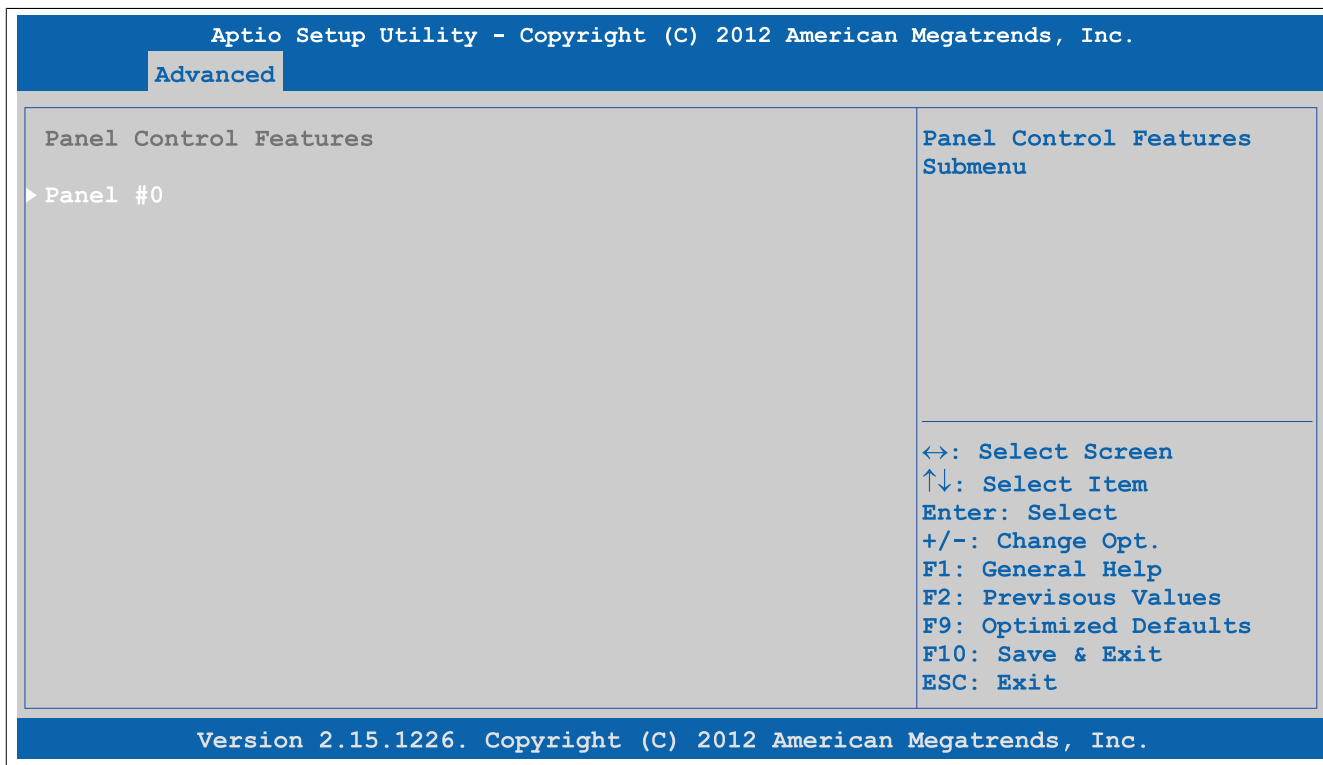 Aptio Setup Utility - Copyright (C) 2012 American Megatrends, Inc.
Advanced
Panel Control Features
Panel #0
Panel Control Features
Submenu
↔: Select Screen
↑↓: Select Item
Enter: Select
+/-: Change Opt.
F1: General Help
F2: Previsous Values
F9: Optimized Defaults
F10: Save & Exit
ESC: Exit
Version 2.15.1226. Copyright (C) 2012 American Megatrends, Inc.